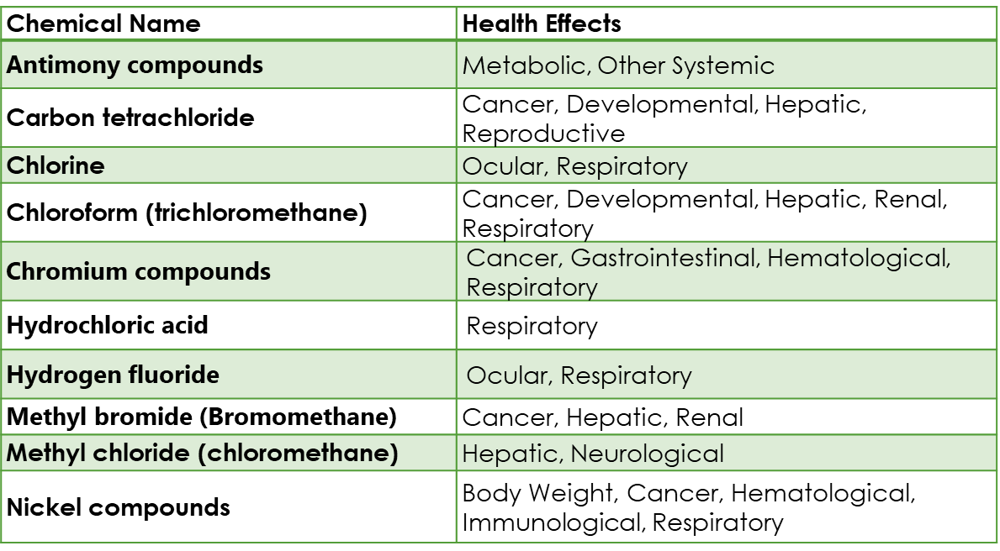 Chemical Name
Health Effects
Antimony compounds
Metabolic, Other Systemic
Carbon tetrachloride
Cancer, Developmental, Hepatic,
Reproductive
Chlorine
Ocular, Respiratory
Chloroform (trichloromethane)
Cancer, Developmental, Hepatic, Renal,
Respiratory
Chromium compounds
Cancer, Gastrointestinal, Hematological,
Respiratory
Hydrochloric acid
Respiratory
Hydrogen fluoride
Ocular, Respiratory
Methyl bromide (Bromomethane)
Cancer, Hepatic, Renal
Methyl chloride (chloromethane)
Hepatic, Neurological
Nickel compounds
Body Weight, Cancer, Hematological,
Immunological, Respiratory